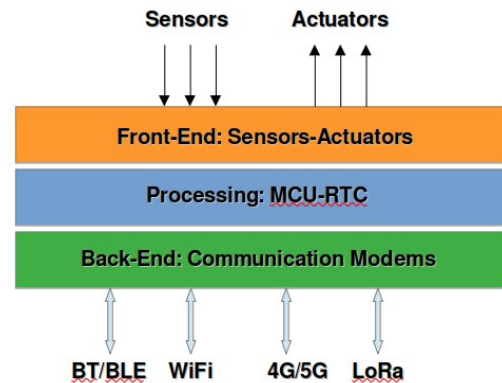 Sensors Actuators
Front-End: Sensors-Actuators
Processing: MCU-RTC
Back-End: Communication Modems
BT/BLE WiFi 4G/5G LoRa